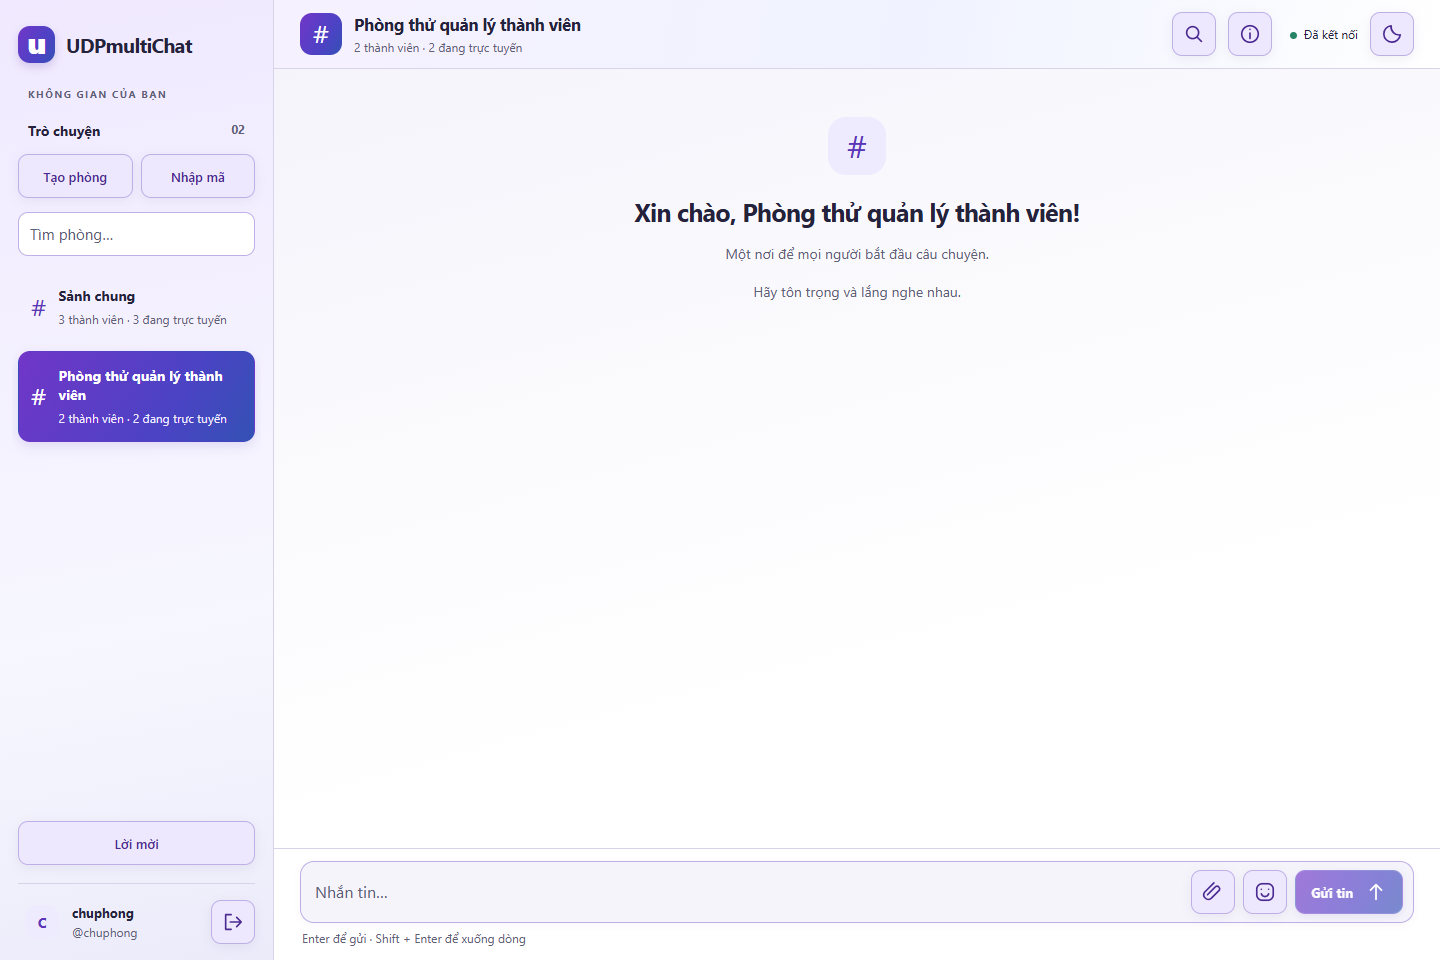 u UDPmultiChat
KHÔNG GIAN CỦA BẠN
Trò chuyện 02
Tạo phòng Nhập mã
Tìm phòng...
# Sảnh chung
3 thành viên · 3 đang trực tuyến
# Phòng thử quản lý thành
viên
2 thành viên · 2 đang trực tuyến
Lời mời
C chuphong
@chuphong
# Phòng thử quản lý thành viên
2 thành viên · 2 đang trực tuyến
Đã kết nối
#
Xin chào, Phòng thử quản lý thành viên!
Một nơi để mọi người bắt đầu câu chuyện.
Hãy tôn trọng và lắng nghe nhau.
Nhắn tin...
Gửi tin
Enter để gửi · Shift + Enter để xuống dòng